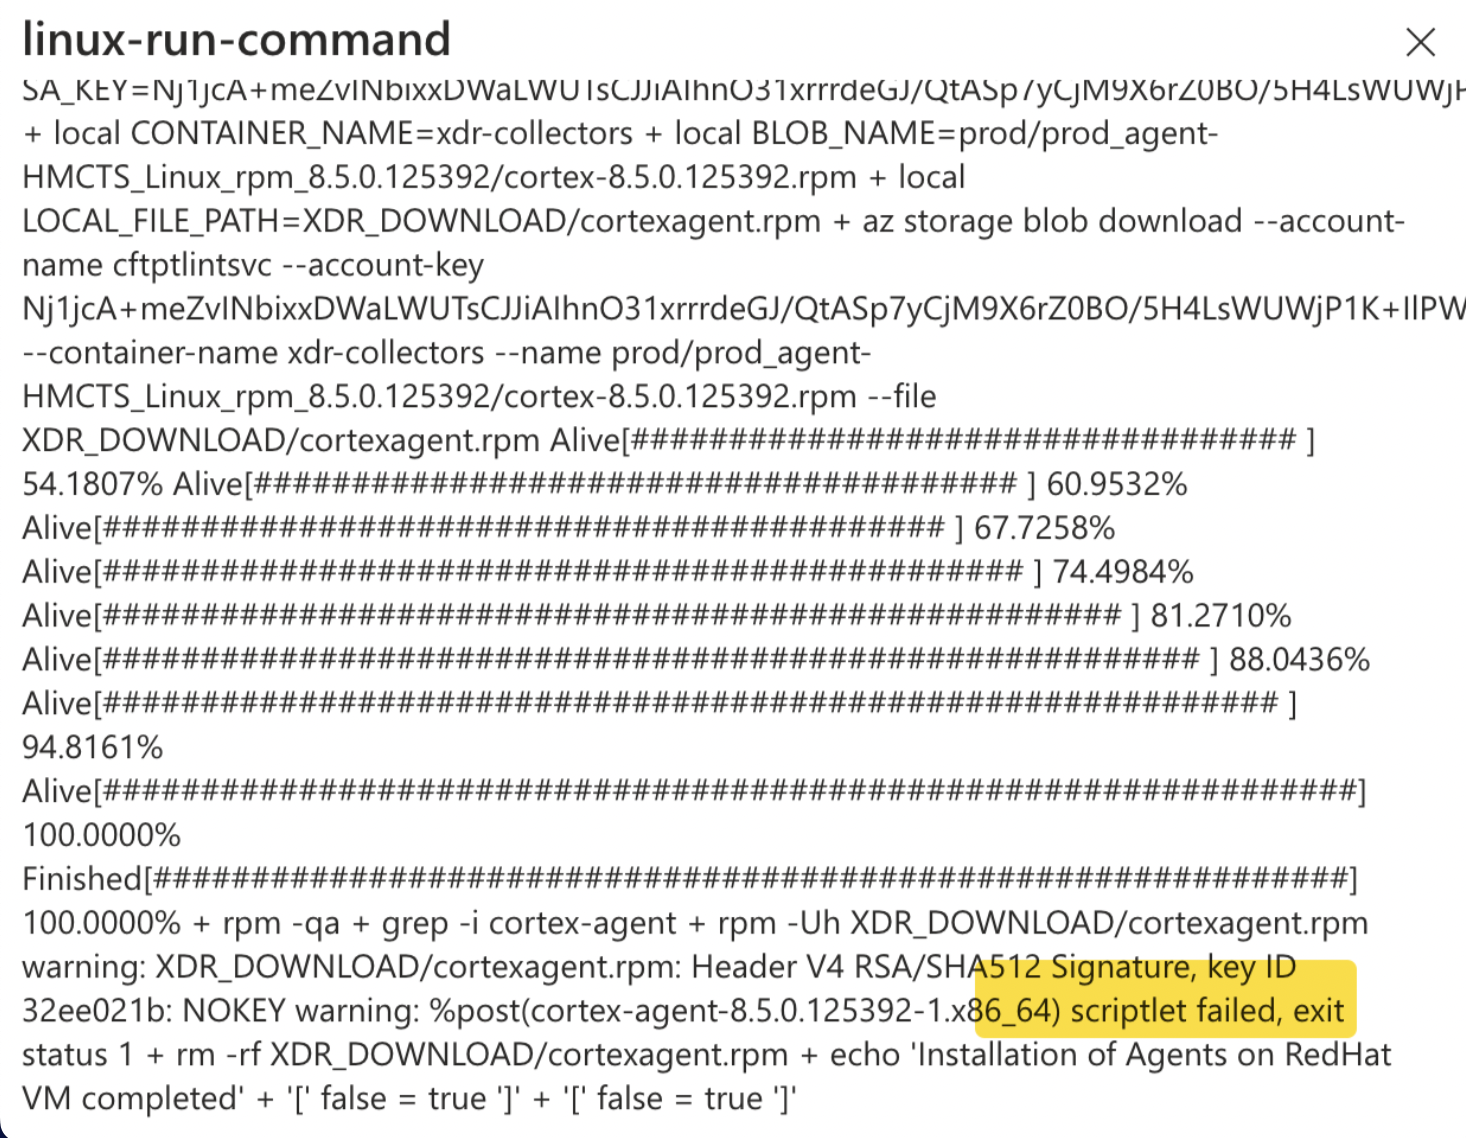 linux-run-command
SA_KEY=Nj1jcA+meZvINbixxDWaLWUTsCJJiAIhnO31xrrrdeGJ/QtASp7yCjM9X6rZ0BO/5H4LsWUWjP
+ local CONTAINER_NAME=xdr-collectors + local BLOB_NAME=prod/prod_agent-
HMCTS_Linux_rpm_8.5.0.125392/cortex-8.5.0.125392.rpm + local
LOCAL_FILE_PATH=XDR_DOWNLOAD/cortexagent.rpm + az storage blob download --account-
name cftptlintsvc --account-key
Nj1jcA+meZvINbixxDWaLWUTsCJJiAIhnO31xrrrdeGJ/QtASp7yCjM9X6rZ0BO/5H4LsWUWjP1K+IlPW
--container-name xdr-collectors --name prod/prod_agent-
HMCTS_Linux_rpm_8.5.0.125392/cortex-8.5.0.125392.rpm --file
XDR_DOWNLOAD/cortexagent.rpm Alive[################################## ]
54.1807% Alive[####################################### ] 60.9532%
Alive[########################################### ] 67.7258%
Alive[############################################### ] 74.4984%
Alive[#################################################### ] 81.2710%
Alive[######################################################## ] 88.0436%
Alive[############################################################ ]
94.8161%
Alive[################################################################]
100.0000%
Finished[#############################################################]
100.0000% + rpm -qa + grep -i cortex-agent + rpm -Uh XDR_DOWNLOAD/cortexagent.rpm
warning: XDR_DOWNLOAD/cortexagent.rpm: Header V4 RSA/SHA512 Signature, key ID
32ee021b: NOKEY warning: %post(cortex-agent-8.5.0.125392-1.x86_64) scriptlet failed, exit
status 1 + rm -rf XDR_DOWNLOAD/cortexagent.rpm + echo 'Installation of Agents on RedHat
VM completed' + '[' false = true ']' + '[' false = true ']'